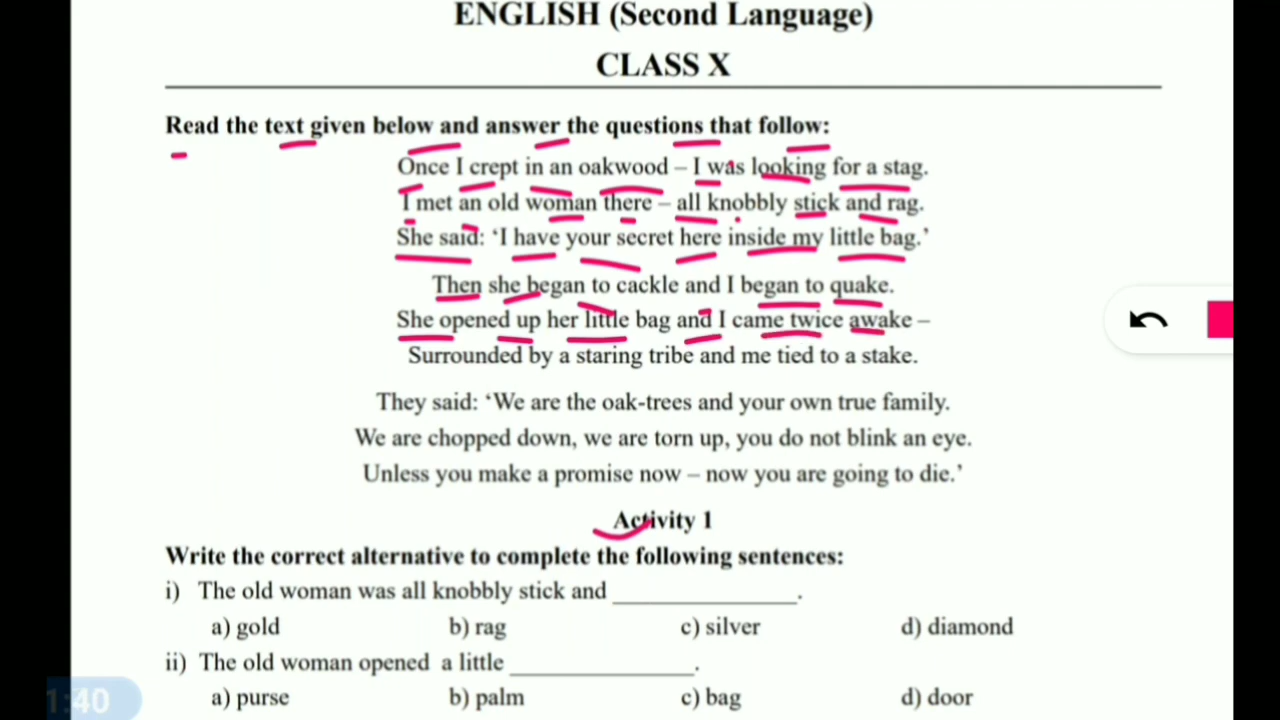 ENGLISH (Second Language)
CLASS X
Read the text given below and answer the questions that follow:
Once I crept in an oakwood – I was looking for a stag.
I met an old woman there – all knobbly stick and rag.
She said: ‘I have your secret here inside my little bag.’
Then she began to cackle and I began to quake.
She opened up her little bag and I came twice awake –
Surrounded by a staring tribe and me tied to a stake.
They said: ‘We are the oak-trees and your own true family.
We are chopped down, we are torn up, you do not blink an eye.
Unless you make a promise now – now you are going to die.’
Activity 1
Write the correct alternative to complete the following sentences:
i) The old woman was all knobbly stick and _______________.
a) gold b) rag c) silver d) diamond
ii) The old woman opened a little _______________.
a) purse b) palm c) bag d) door
1:40